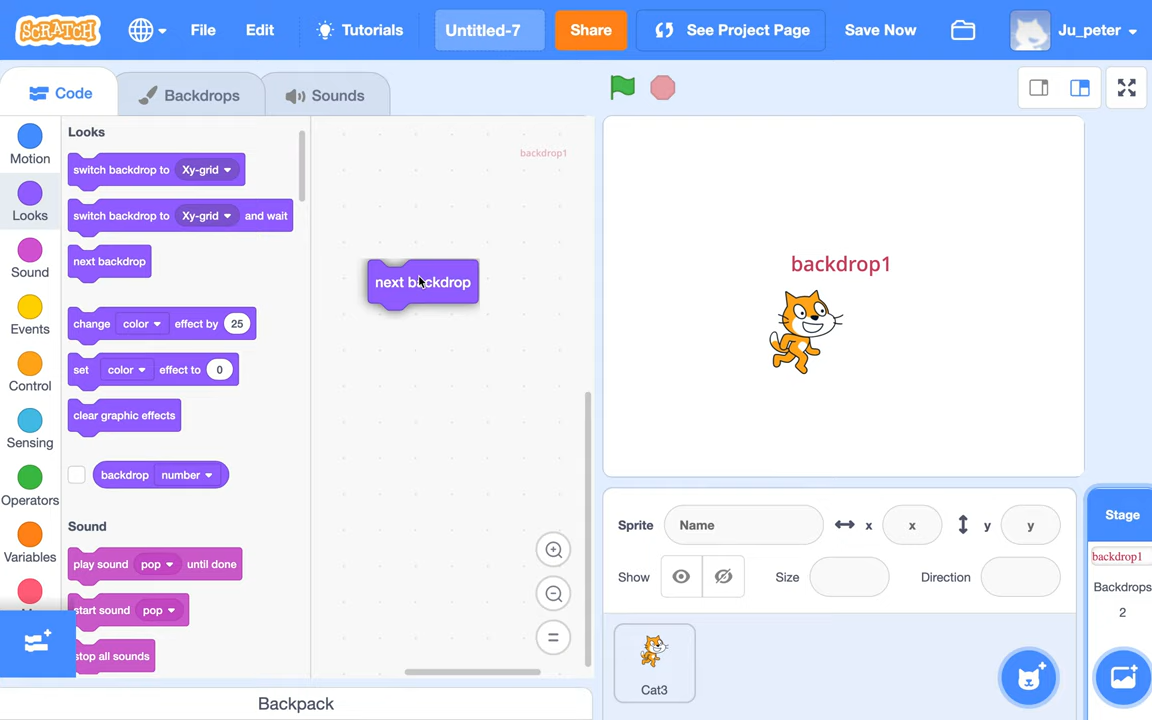 SCRATCH File Edit Tutorials Untitled-7 Share See Project Page Save Now Ju_peter
Code Backdrops Sounds
Motion
Looks
Sound
Events
Control
Sensing
Operators
Variables
Looks
switch backdrop to Xy-grid
switch backdrop to Xy-grid and wait
next backdrop
change color effect by 25
set color effect to 0
clear graphic effects
backdrop number
Sound
play sound pop until done
start sound pop
stop all sounds
backdrop1
next backdrop
Backpack
backdrop1
Sprite Name x x y y
Show Size Direction
Cat3
Stage
backdrop1
Backdrops
2